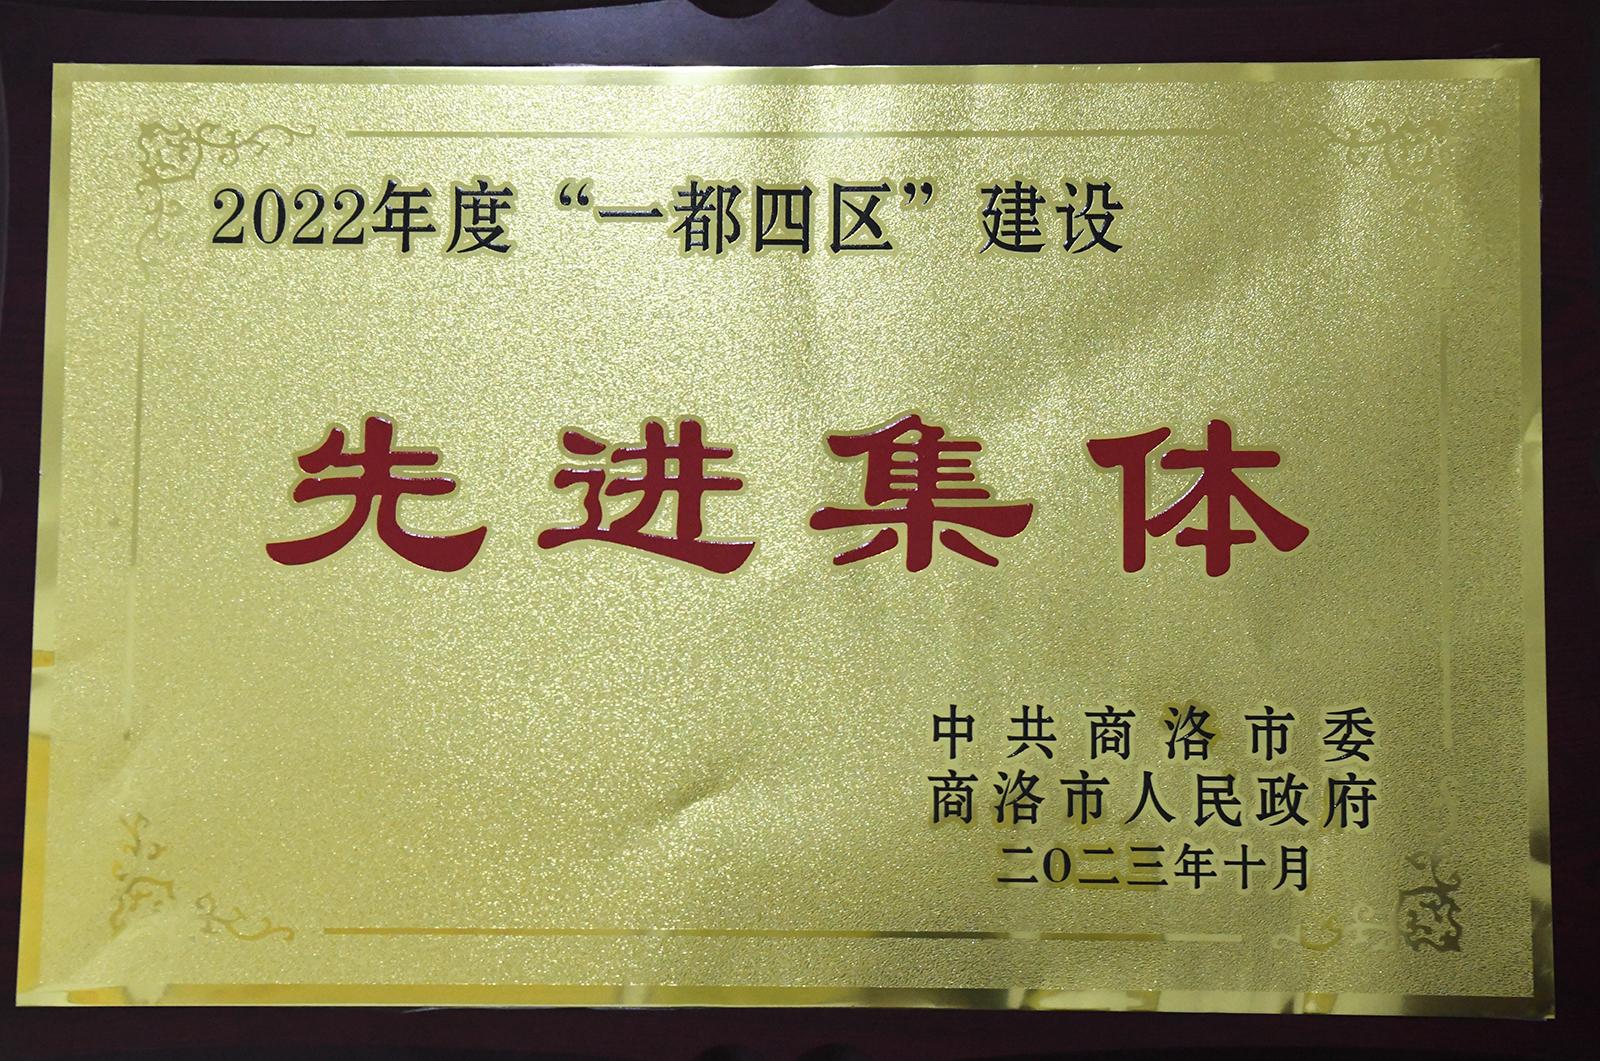 2022年度“一都四区”建设
先进集体
中共商洛市委
商洛市人民政府
二〇二三年十月